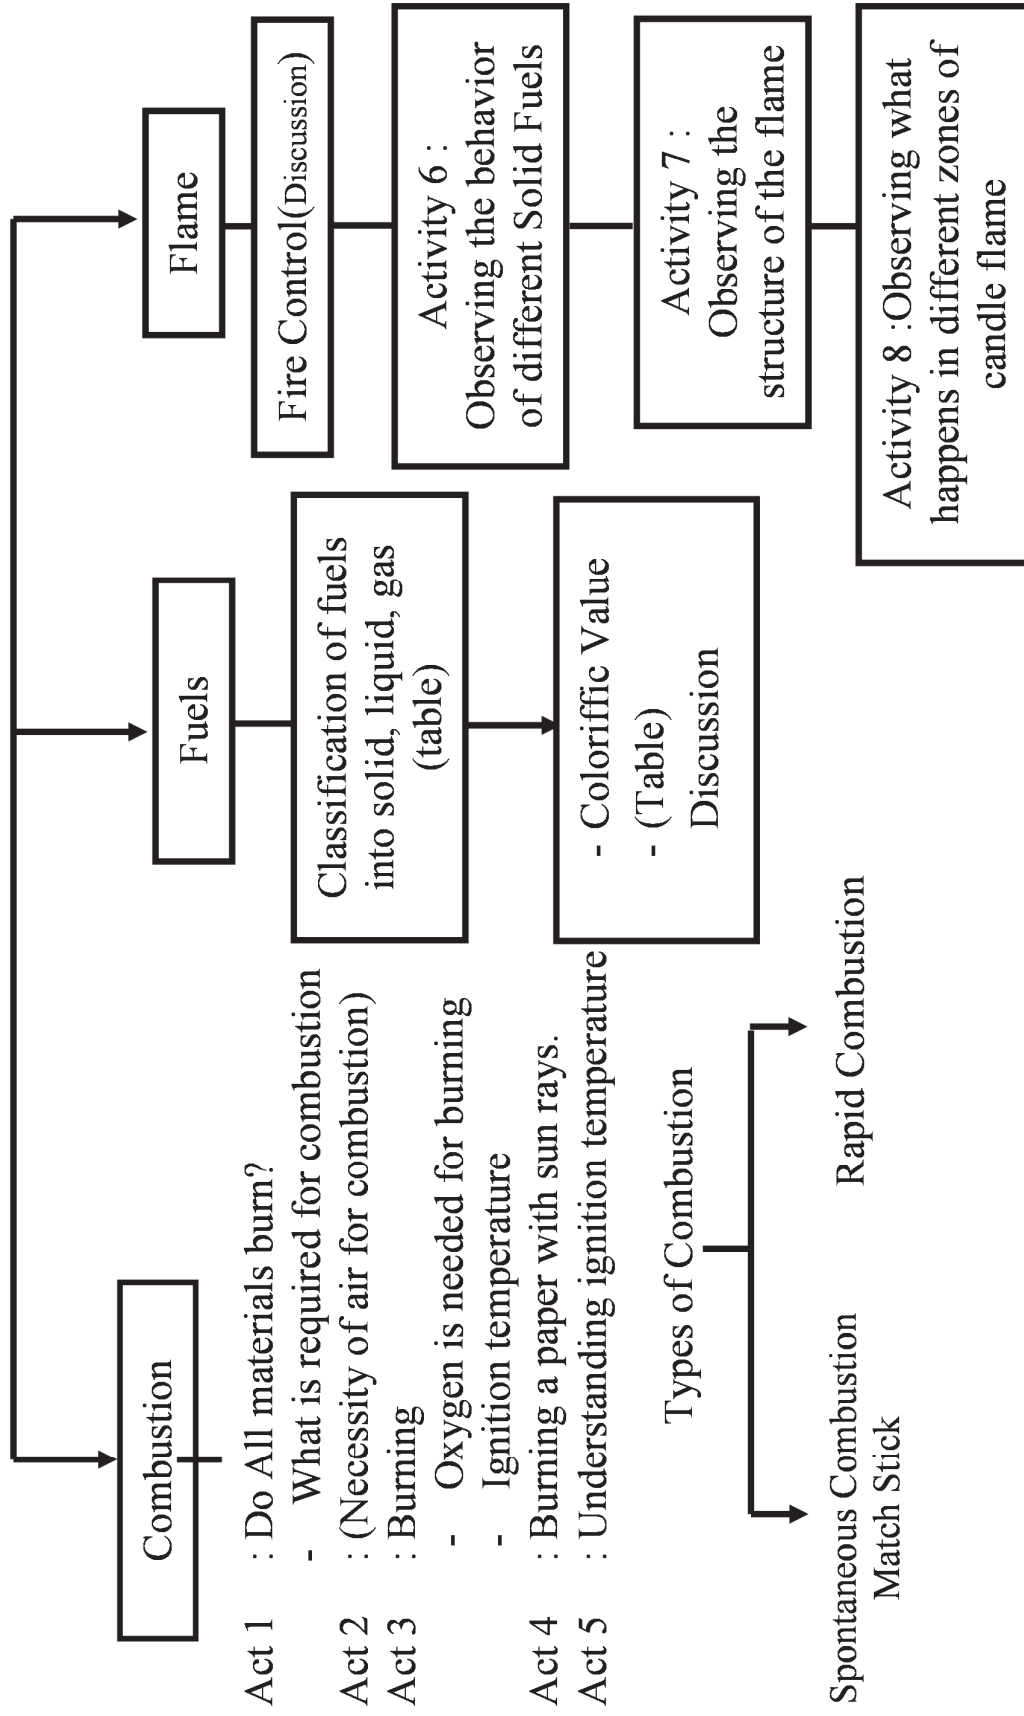 Combustion
Act 1 : Do All materials burn?
- What is required for combustion
Act 2 : (Necessity of air for combustion)
Act 3 : Burning
- Oxygen is needed for burning
- Ignition temperature
Act 4 : Burning a paper with sun rays.
Act 5 : Understanding ignition temperature
Types of Combustion
Spontaneous Combustion
Match Stick
Rapid Combustion
Fuels
Classification of fuels
into solid, liquid, gas
(table)
- Coloriffic Value
- (Table)
Discussion
Flame
Fire Control(Discussion)
Activity 6 :
Observing the behavior
of different Solid Fuels
Activity 7 :
Observing the
structure of the flame
Activity 8 :Observing what
happens in different zones of
candle flame